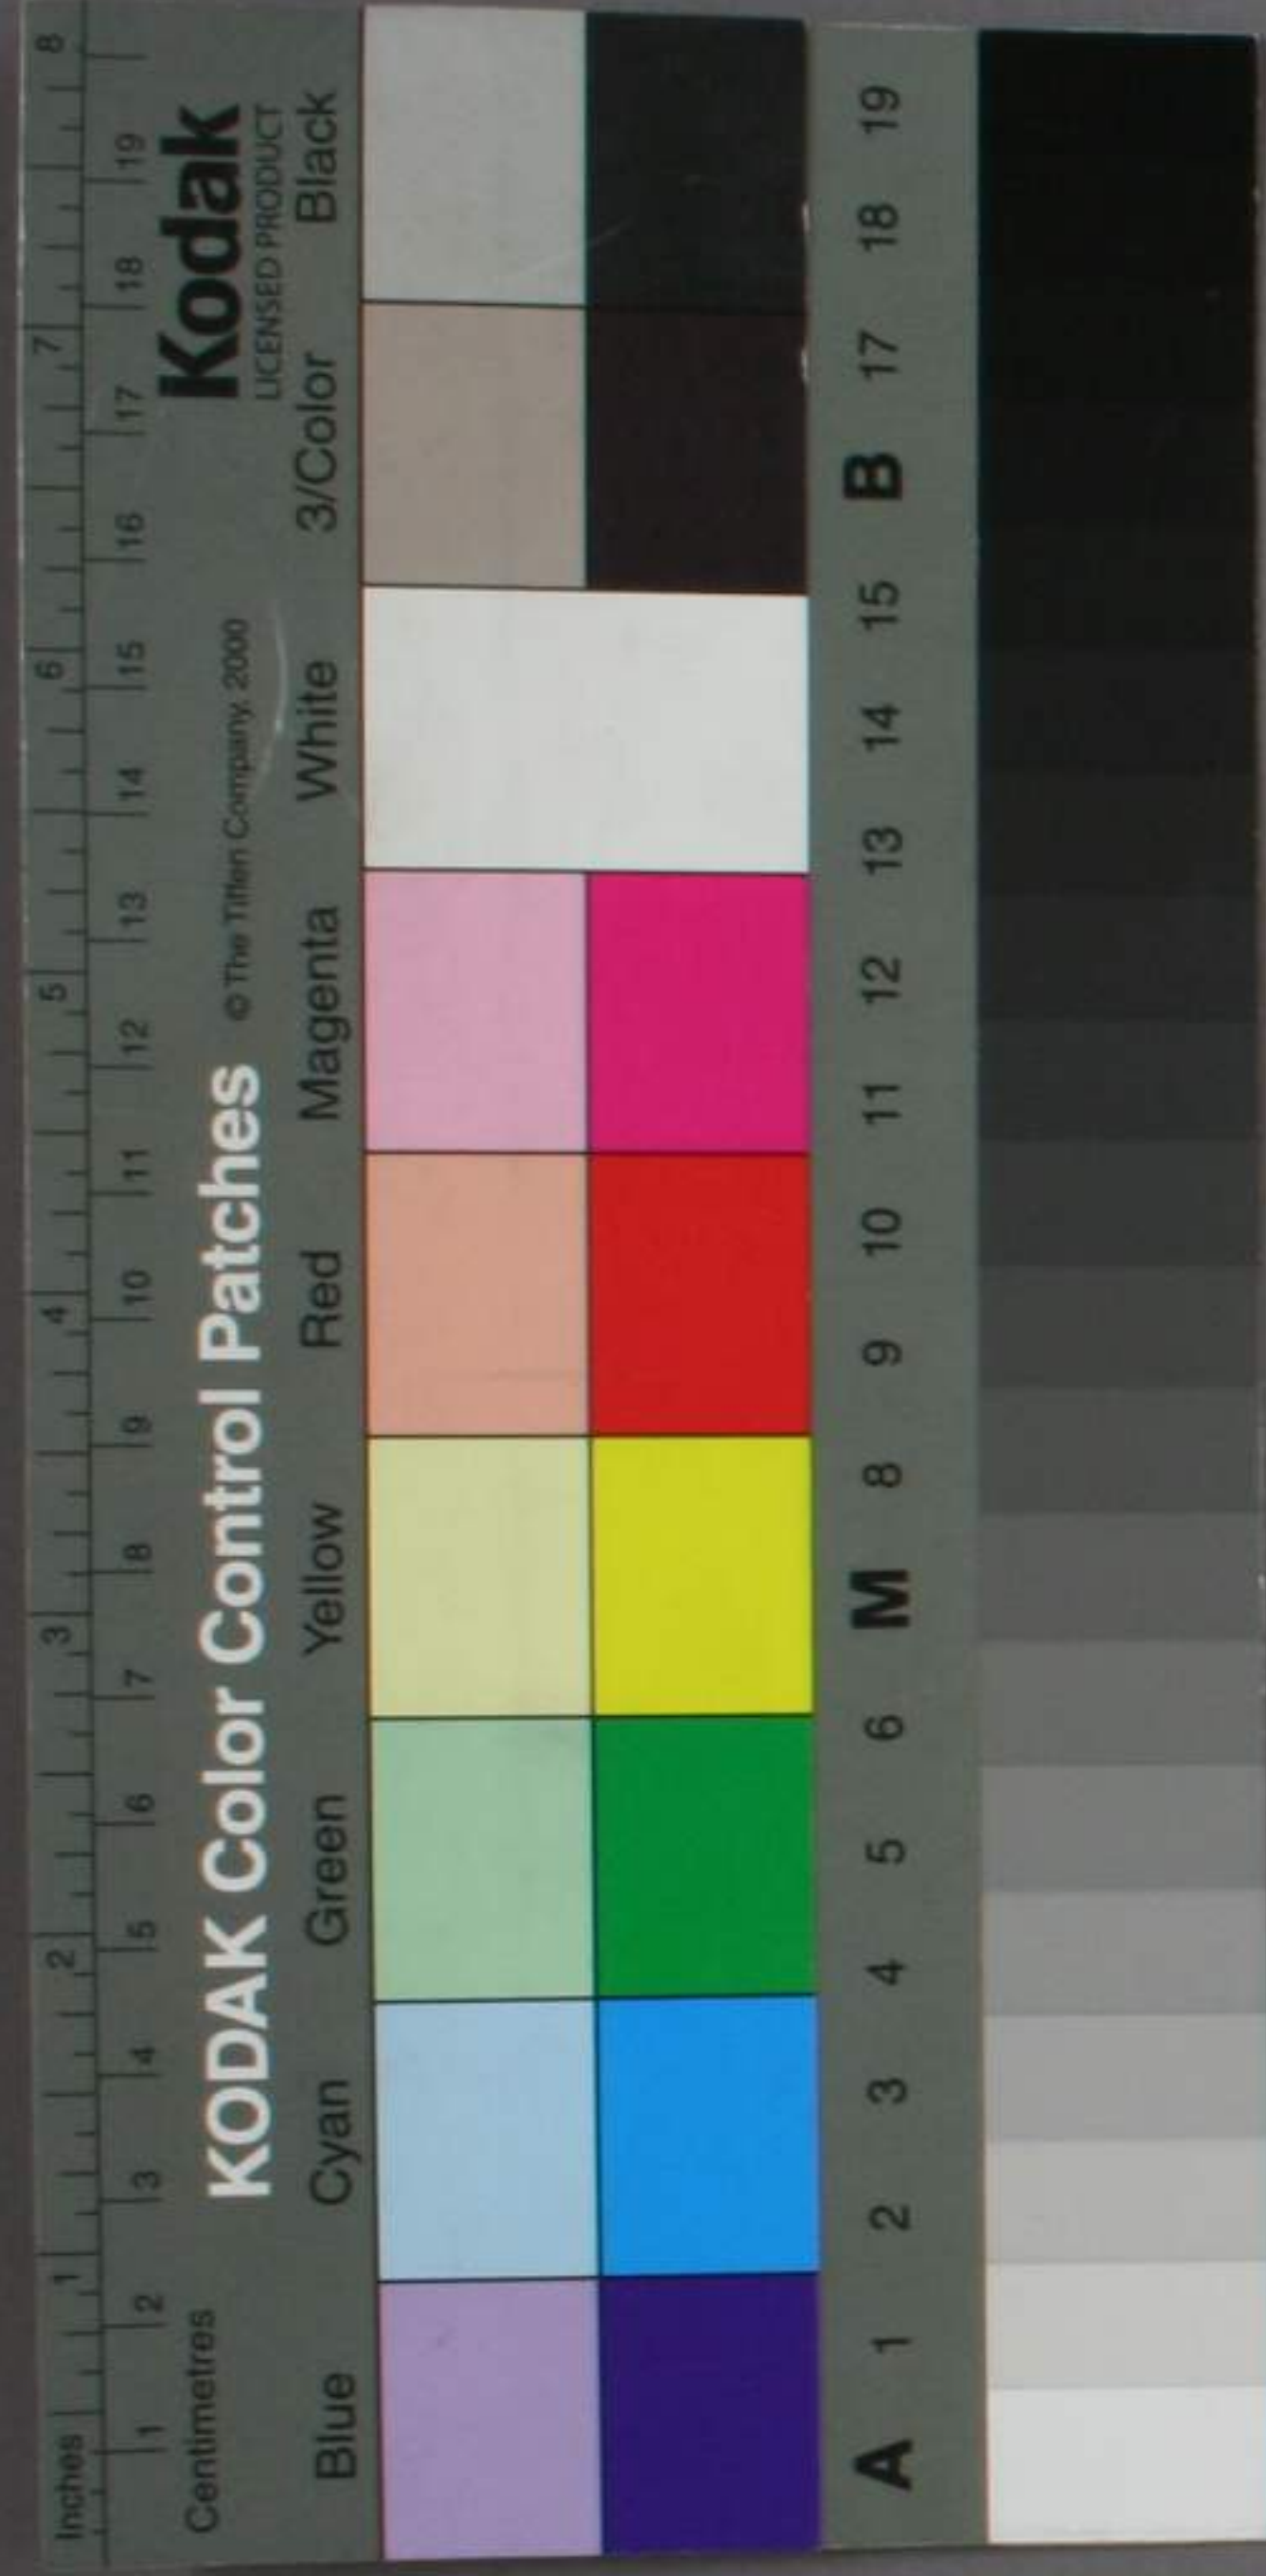 Inches 1 2 3 4 5 6 7 8
Centimetres 1 2 3 4 5 6 7 8 9 10 11 12 13 14 15 16 17 18 19
KODAK Color Control Patches © The Tiffen Company, 2000 Kodak
LICENSED PRODUCT
Blue Cyan Green Yellow Red Magenta White 3/Color Black
A 1 2 3 4 5 6 M 8 9 10 11 12 13 14 15 B 17 18 19